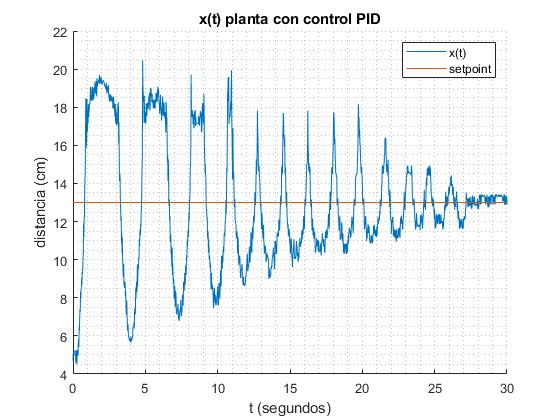 x(t) planta con control PID
x(t)
setpoint
22
20
18
16
14
12
10
8
6
4
distancia (cm)
0 5 10 15 20 25 30
t (segundos)